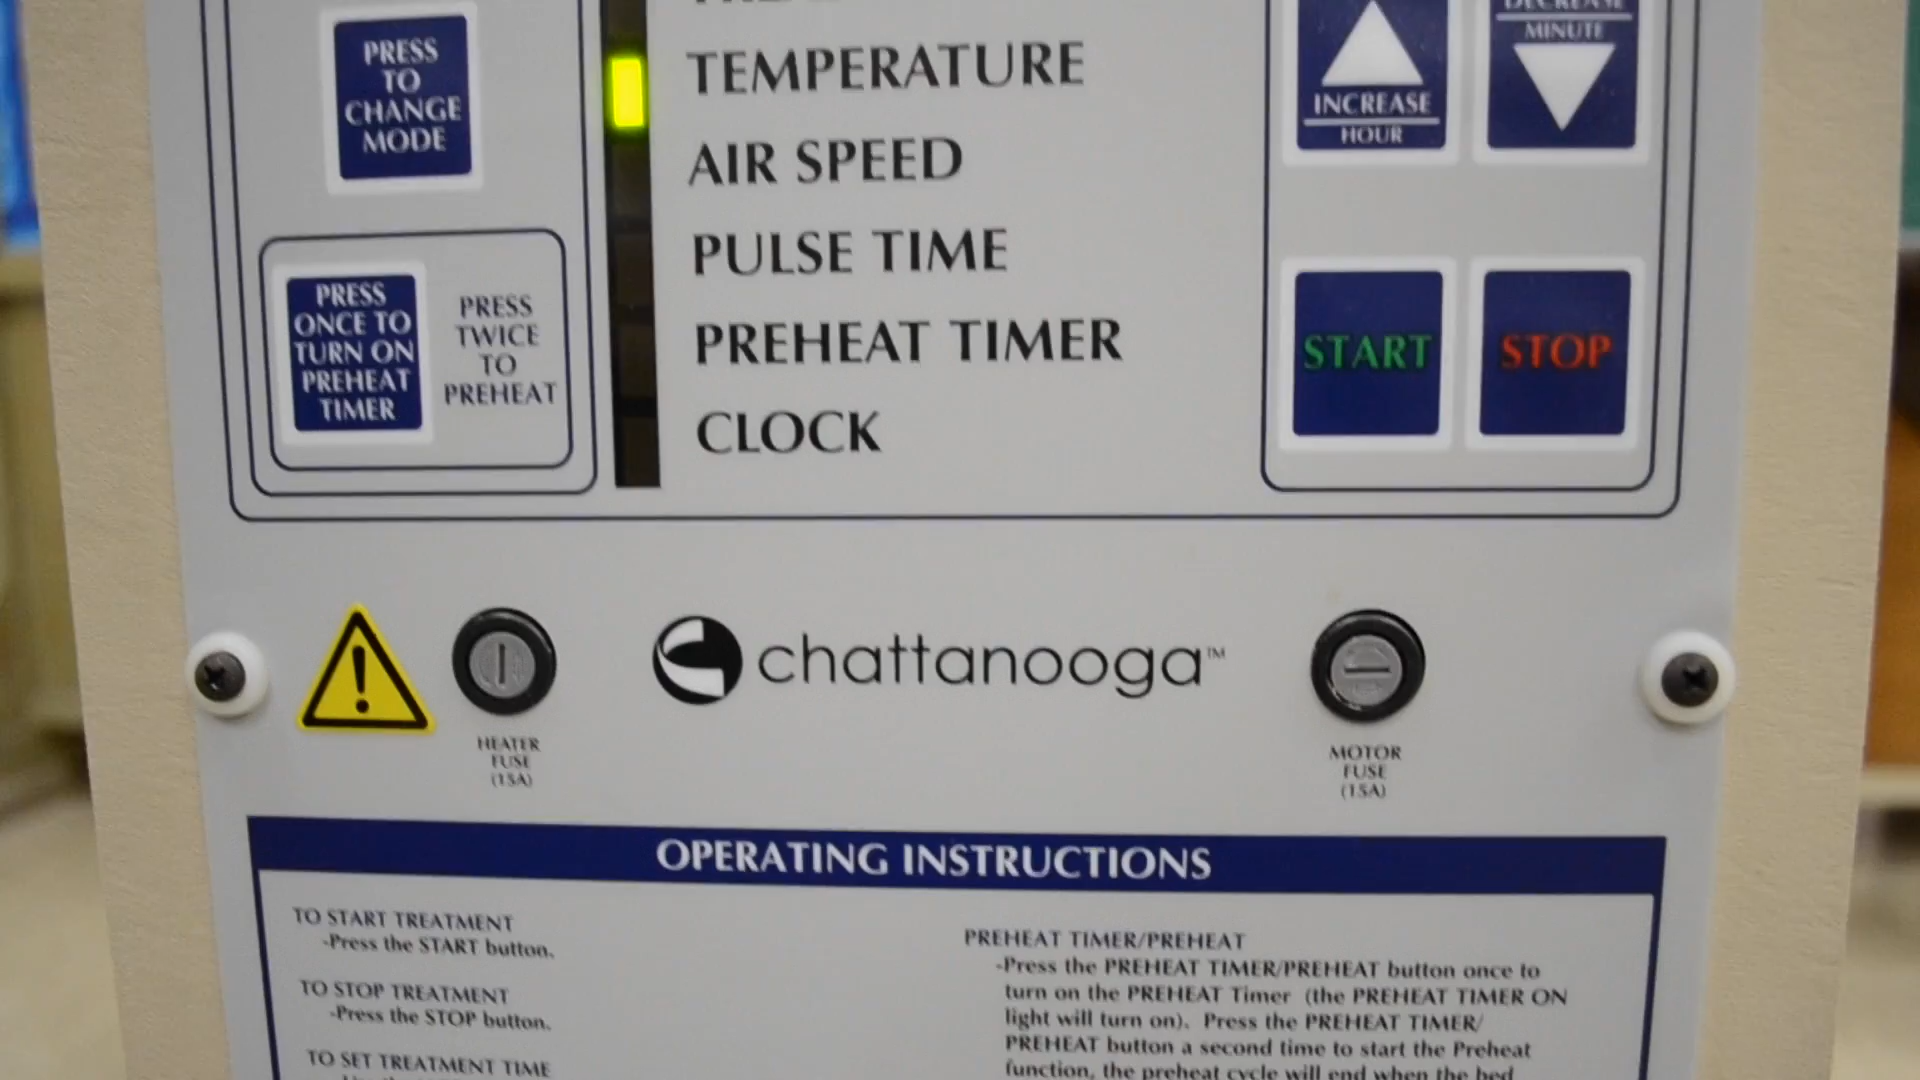 PRESS
TO
CHANGE
MODE
TEMPERATURE
AIR SPEED
PULSE TIME
PREHEAT TIMER
CLOCK
INCREASE
HOUR
DECREASE
MINUTE
PRESS
ONCE TO
TURN ON
PREHEAT
TIMER
PRESS
TWICE
TO
PREHEAT
START
STOP
HEATER
FUSE
(15A)
chattanooga™
MOTOR
FUSE
(15A)
OPERATING INSTRUCTIONS
TO START TREATMENT
-Press the START button.
TO STOP TREATMENT
-Press the STOP button.
TO SET TREATMENT TIME
PREHEAT TIMER/PREHEAT
-Press the PREHEAT TIMER/PREHEAT button once to
turn on the PREHEAT Timer (the PREHEAT TIMER ON
light will turn on). Press the PREHEAT TIMER/
PREHEAT button a second time to start the Preheat
function, the preheat cycle will end when the bed